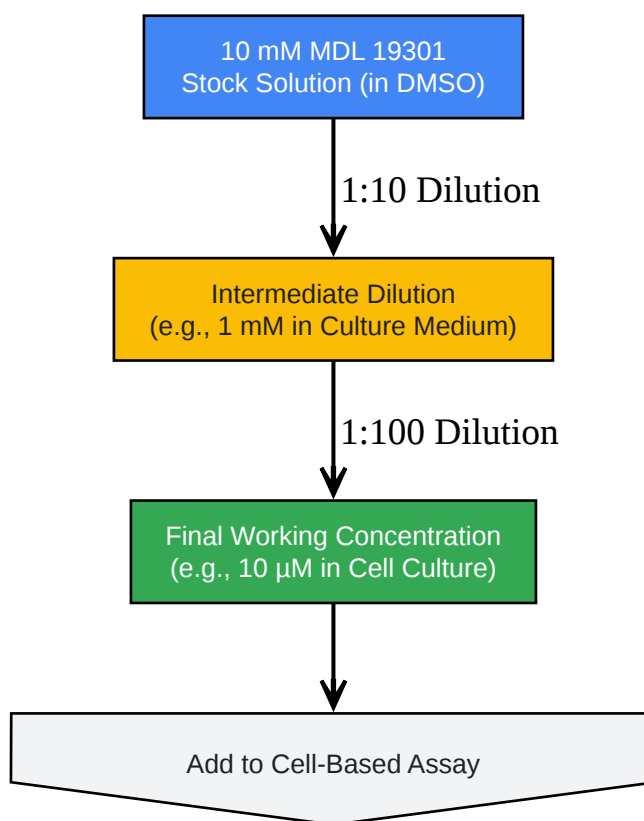 10 mM MDL 19301
Stock Solution (in DMSO)
1:10 Dilution
Intermediate Dilution
(e.g., 1 mM in Culture Medium)
1:100 Dilution
Final Working Concentration
(e.g., 10 µM in Cell Culture)
Add to Cell-Based Assay